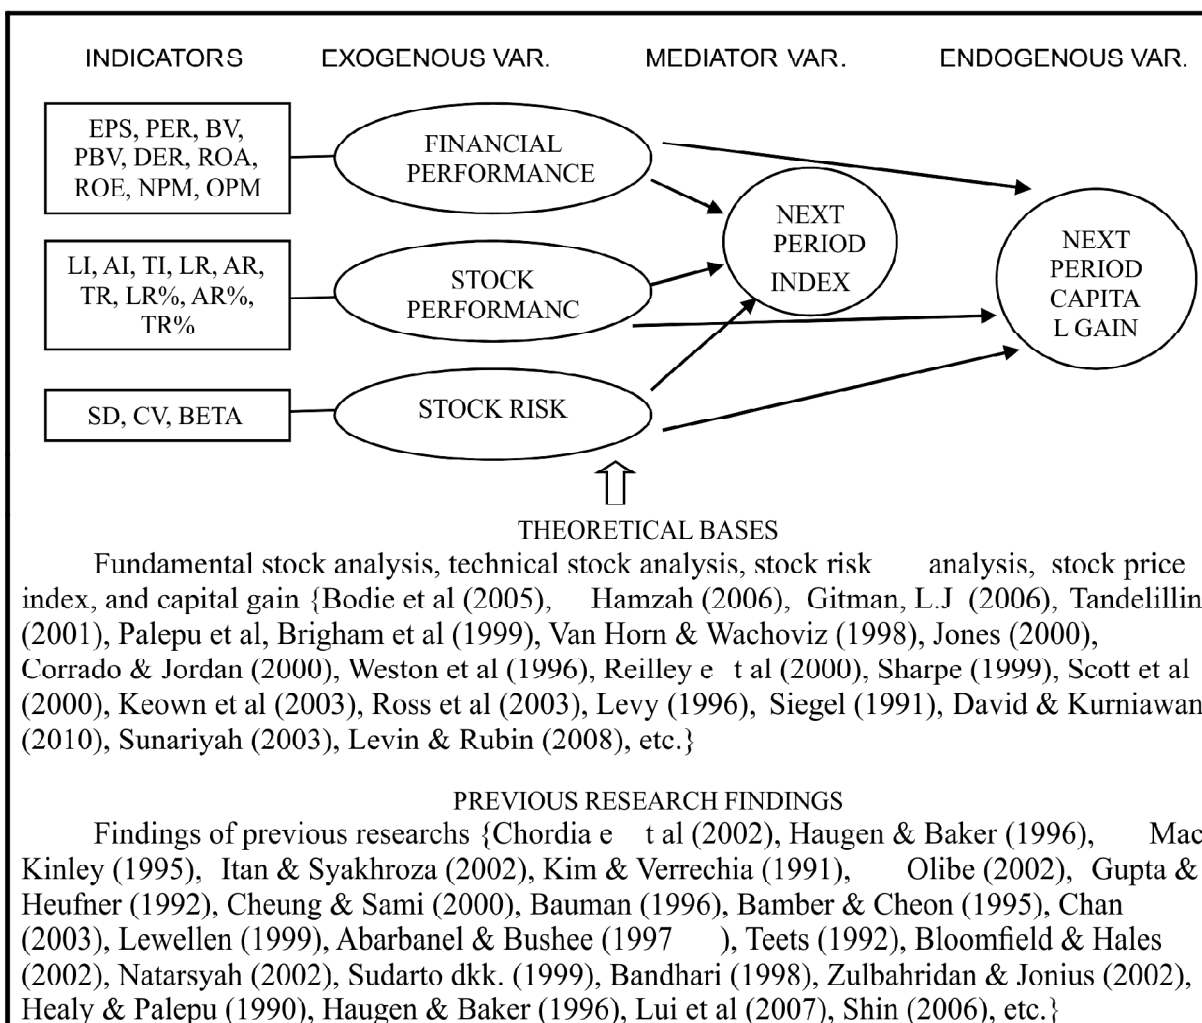 INDICATORS EXOGENOUS VAR. MEDIATOR VAR. ENDOGENOUS VAR.
EPS, PER, BV,
PBV, DER, ROA,
ROE, NPM, OPM
FINANCIAL
PERFORMANCE
NEXT
PERIOD
INDEX
NEXT
PERIOD
CAPITA
L GAIN
LI, AI, TI, LR, AR,
TR, LR%, AR%,
TR%
STOCK
PERFORMANC
SD, CV, BETA
STOCK RISK
THEORETICAL BASES
Fundamental stock analysis, technical stock analysis, stock risk analysis, stock price
index, and capital gain {Bodie et al (2005), Hamzah (2006), Gitman, L.J (2006), Tandelillin
(2001), Palepu et al, Brigham et al (1999), Van Horn & Wachoviz (1998), Jones (2000),
Corrado & Jordan (2000), Weston et al (1996), Reilley e t al (2000), Sharpe (1999), Scott et al
(2000), Keown et al (2003), Ross et al (2003), Levy (1996), Siegel (1991), David & Kurniawan
(2010), Sunariyah (2003), Levin & Rubin (2008), etc.}
PREVIOUS RESEARCH FINDINGS
Findings of previous researchs {Chordia e t al (2002), Haugen & Baker (1996), Mac
Kinley (1995), Itan & Syakhroza (2002), Kim & Verrechia (1991), Olibe (2002), Gupta &
Heufner (1992), Cheung & Sami (2000), Bauman (1996), Bamber & Cheon (1995), Chan
(2003), Lewellen (1999), Abarbanel & Bushee (1997 ), Teets (1992), Bloomfield & Hales
(2002), Natarsyah (2002), Sudarto dkk. (1999), Bandhari (1998), Zulbahridan & Jonius (2002),
Healy & Palepu (1990), Haugen & Baker (1996), Lui et al (2007), Shin (2006), etc.}